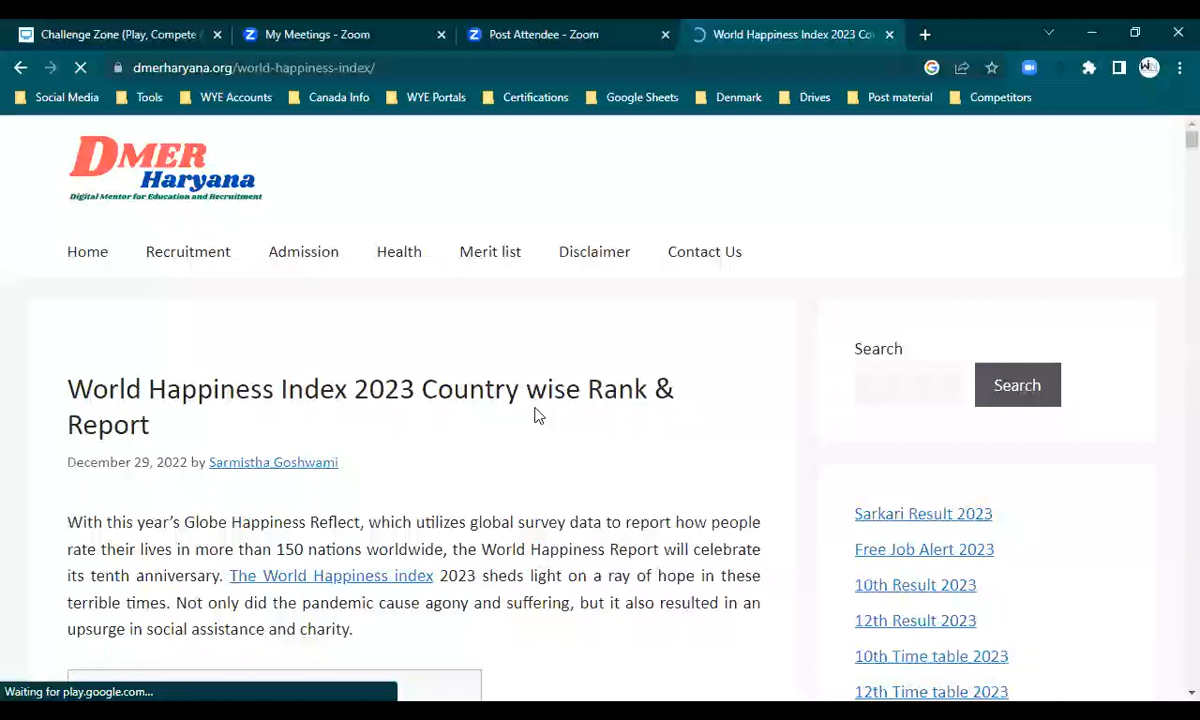 Challenge Zone (Play, Compete
My Meetings - Zoom
Post Attendee - Zoom
World Happiness Index 2023 Co
dmerharyana.org/world-happiness-index/
Social Media
Tools
WYE Accounts
Canada Info
WYE Portals
Certifications
Google Sheets
Denmark
Drives
Post material
Competitors
DMER
Haryana
Digital Mentor for Education and Recruitment
Home
Recruitment
Admission
Health
Merit list
Disclaimer
Contact Us
World Happiness Index 2023 Country wise Rank &
Report
December 29, 2022 by Sarmistha Goshwami
With this year’s Globe Happiness Reflect, which utilizes global survey data to report how people
rate their lives in more than 150 nations worldwide, the World Happiness Report will celebrate
its tenth anniversary. The World Happiness index 2023 sheds light on a ray of hope in these
terrible times. Not only did the pandemic cause agony and suffering, but it also resulted in an
upsurge in social assistance and charity.
Search
Search
Sarkari Result 2023
Free Job Alert 2023
10th Result 2023
12th Result 2023
10th Time table 2023
12th Time table 2023
Waiting for play.google.com...